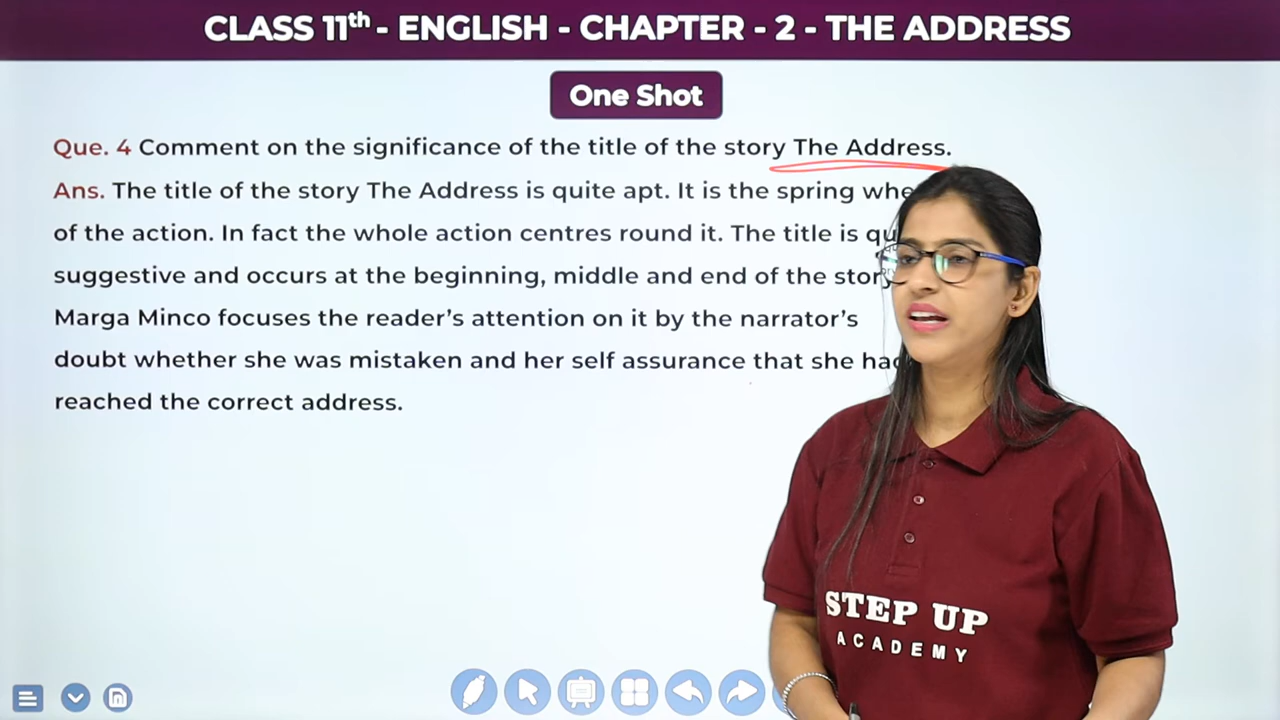 CLASS 11th - ENGLISH - CHAPTER - 2 - THE ADDRESS
One Shot
Que. 4 Comment on the significance of the title of the story The Address.
Ans. The title of the story The Address is quite apt. It is the spring
of the action. In fact the whole action centres round it. The title is
suggestive and occurs at the beginning, middle and end of the story
Marga Minco focuses the reader's attention on it by the narrator's
doubt whether she was mistaken and her self assurance that she had
reached the correct address.
STEP UP
ACADEMY